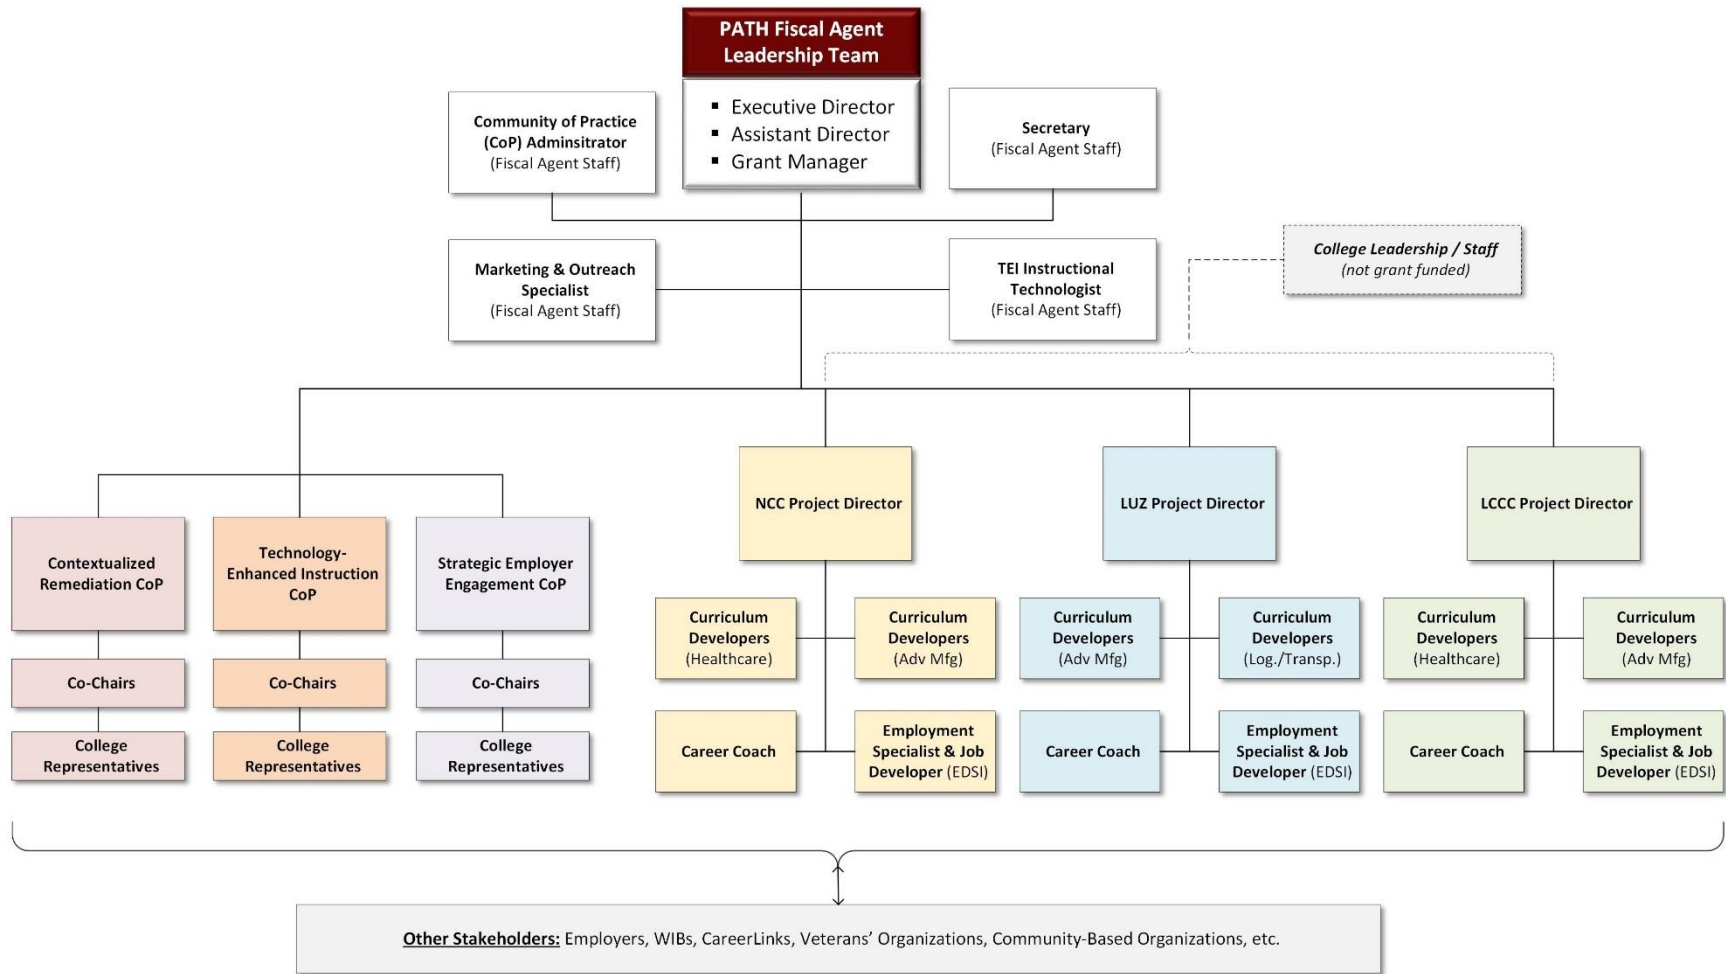 PATH Fiscal Agent
Leadership Team
▪ Executive Director
▪ Assistant Director
▪ Grant Manager
Community of Practice
(CoP) Adminsitrator
(Fiscal Agent Staff)
Secretary
(Fiscal Agent Staff)
Marketing & Outreach
Specialist
(Fiscal Agent Staff)
TEI Instructional
Technologist
(Fiscal Agent Staff)
College Leadership / Staff
(not grant funded)
Contextualized
Remediation CoP
Co-Chairs
College
Representatives
Technology-
Enhanced Instruction
CoP
Co-Chairs
College
Representatives
Strategic Employer
Engagement CoP
Co-Chairs
College
Representatives
NCC Project Director
Curriculum
Developers
(Healthcare)
Curriculum
Developers
(Adv Mfg)
Career Coach
Employment
Specialist & Job
Developer (EDSI)
LUZ Project Director
Curriculum
Developers
(Adv Mfg)
Curriculum
Developers
(Log./Transp.)
Career Coach
Employment
Specialist & Job
Developer (EDSI)
LCCC Project Director
Curriculum
Developers
(Healthcare)
Curriculum
Developers
(Adv Mfg)
Career Coach
Employment
Specialist & Job
Developer (EDSI)
Other Stakeholders: Employers, WIBs, CareerLinks, Veterans’ Organizations, Community-Based Organizations, etc.